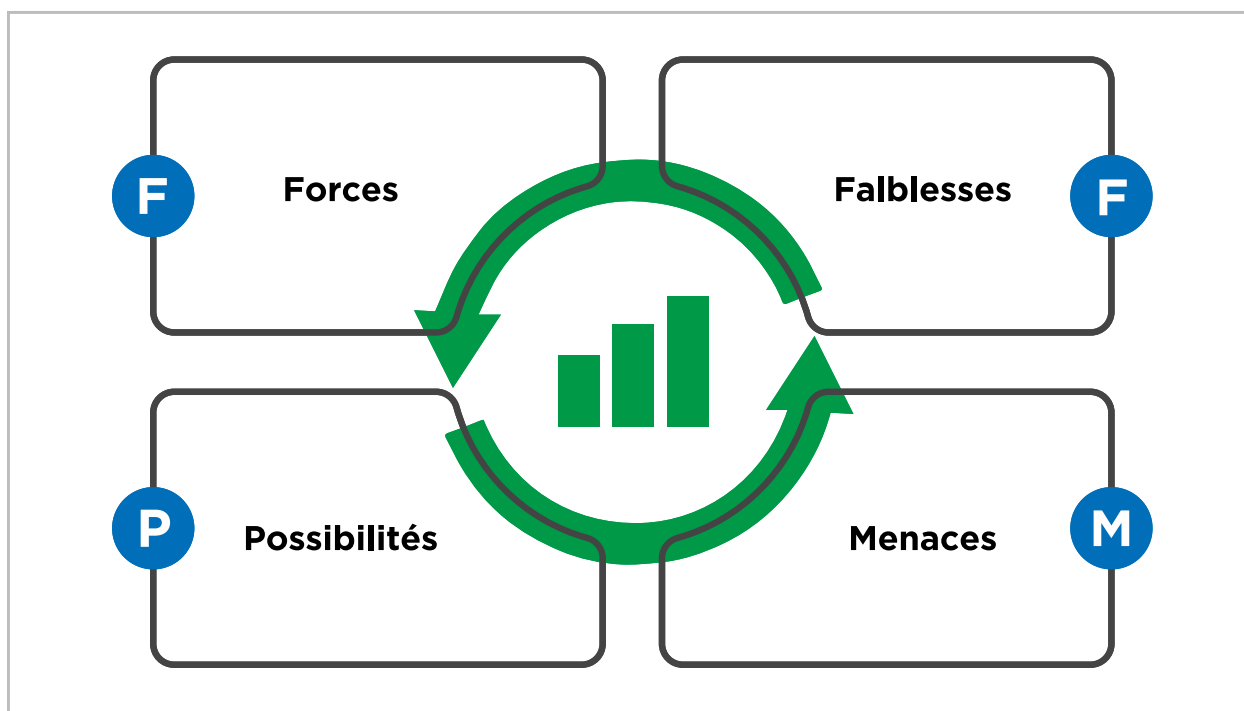 F
Forces
Falblesses
F
P
Possibilités
Menaces
M